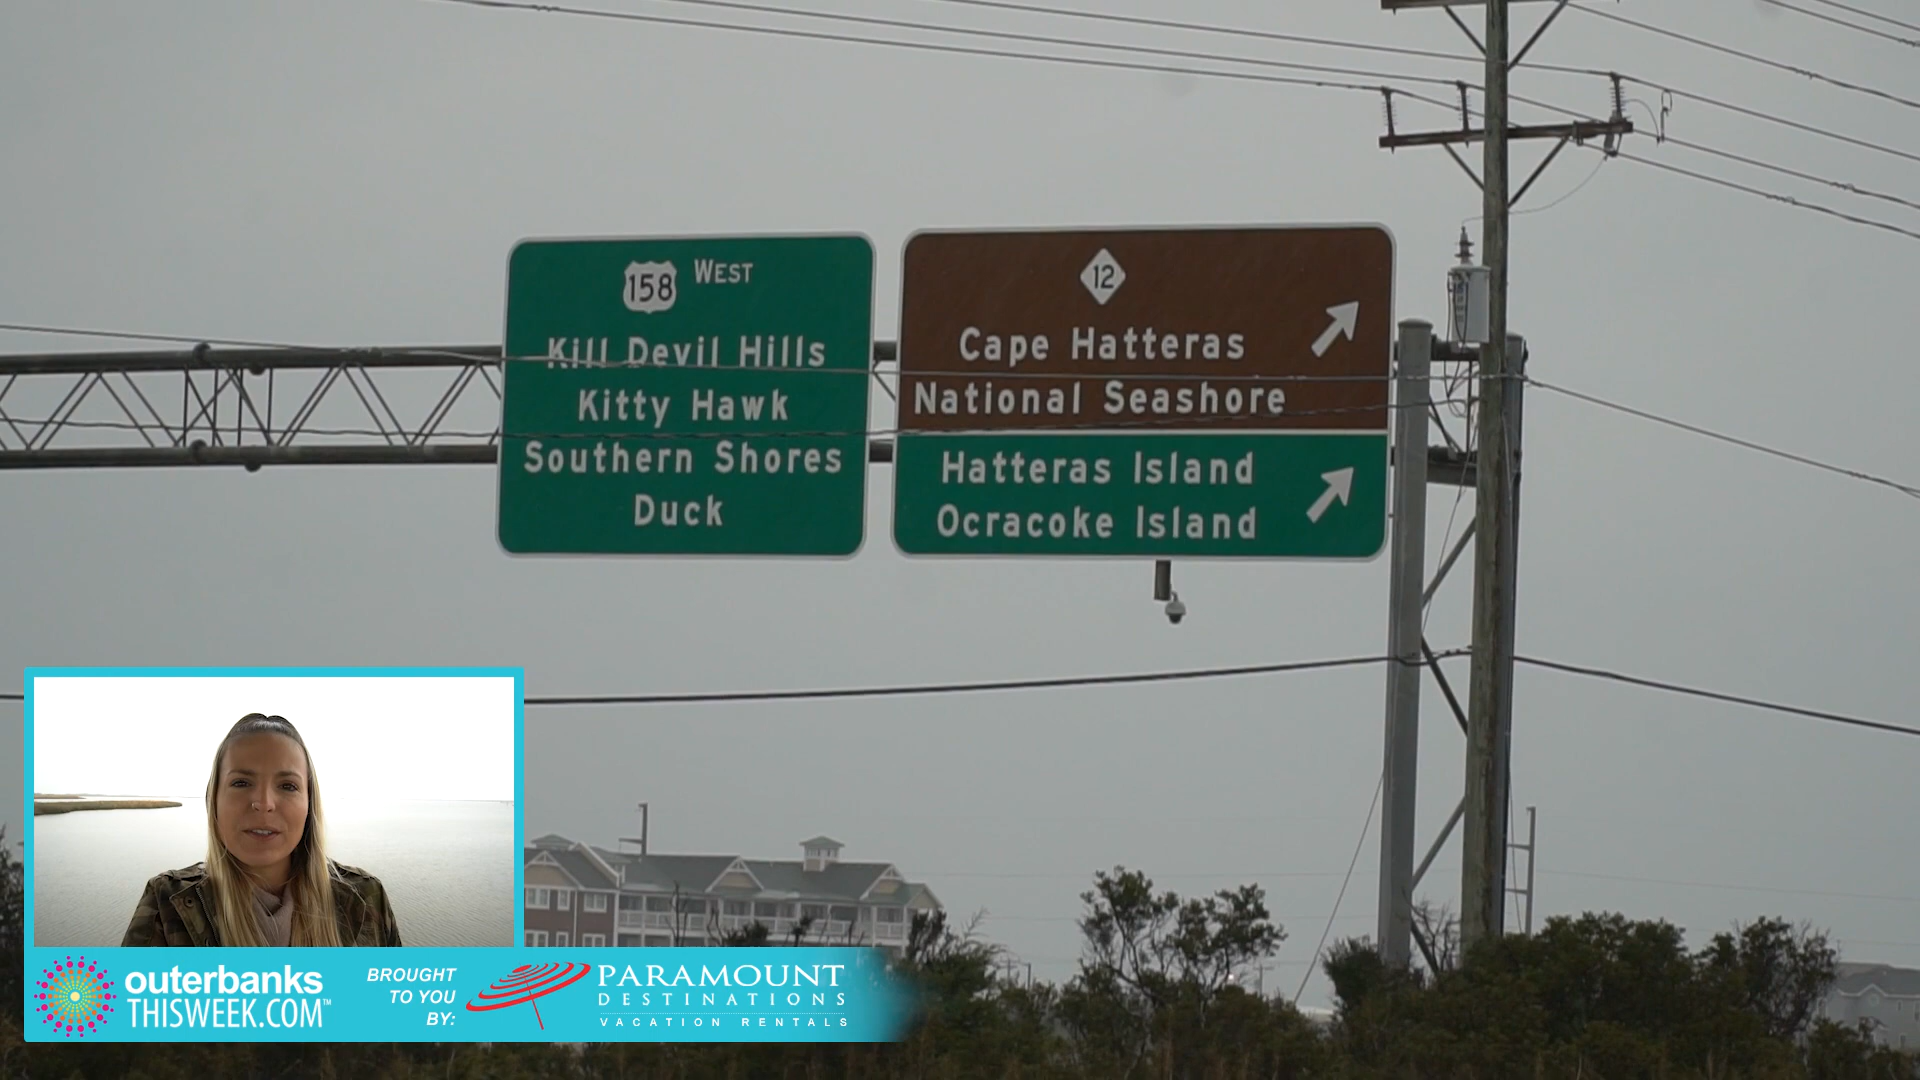 158 WEST
Kill Devil Hills
Kitty Hawk
Southern Shores
Duck
12
Cape Hatteras
National Seashore
Hatteras Island
Ocracoke Island
outerbanks
THISWEEK.COM™
BROUGHT
TO YOU
BY:
PARAMOUNT
DESTINATIONS
VACATION RENTALS